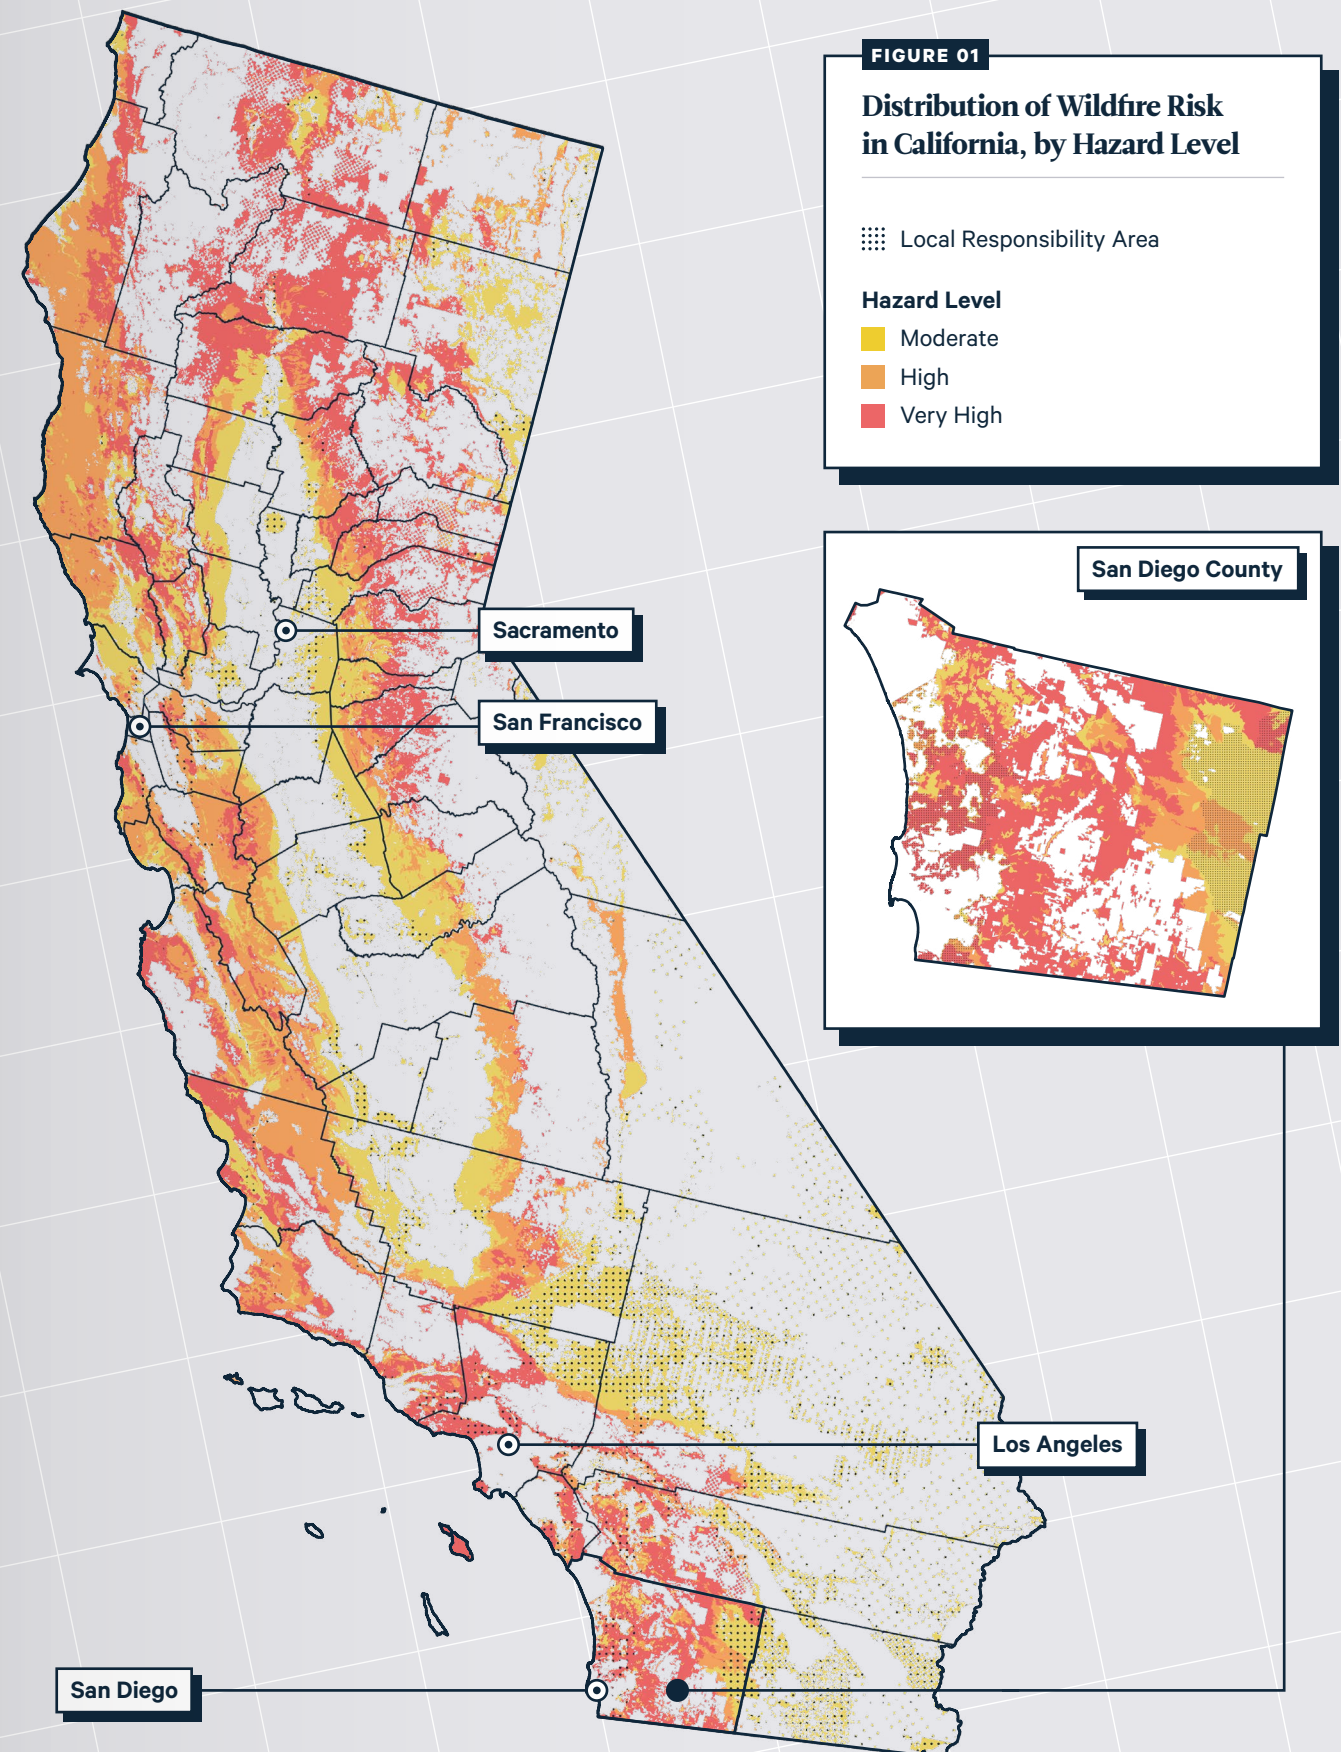 FIGURE 01
Distribution of Wildfire Risk
in California, by Hazard Level
Local Responsibility Area
Hazard Level
Moderate
High
Very High
San Diego County
Sacramento
San Francisco
Los Angeles
San Diego